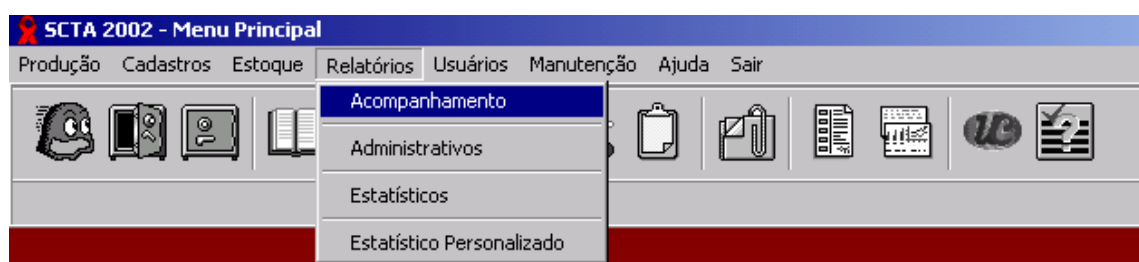 SCTA 2002 - Menu Principal
Produção Cadastros Estoque Relatórios Usuários Manutenção Ajuda Sair
Acompanhamento
Administrativos
Estatísticos
Estatístico Personalizado